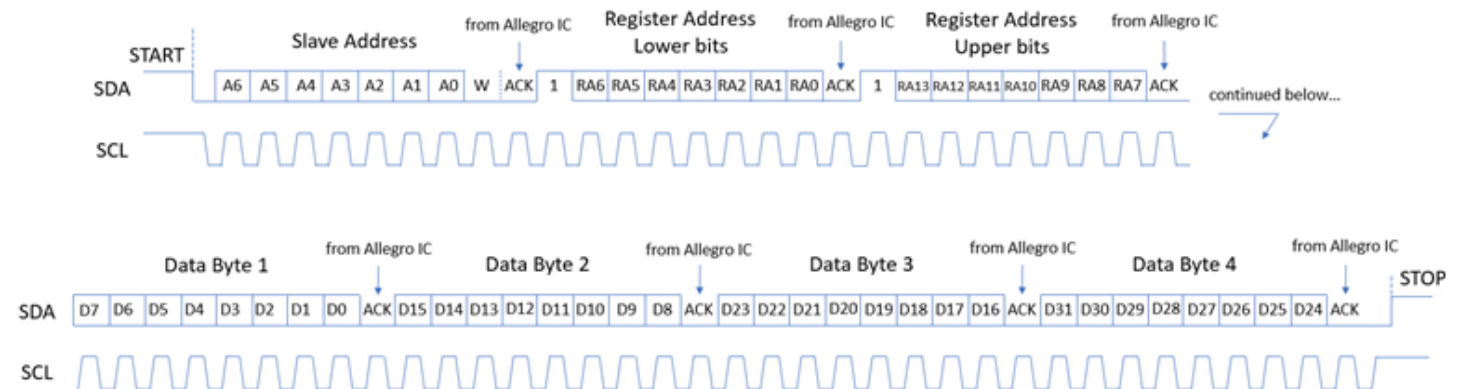 from Allegro IC Register Address from Allegro IC Register Address from Allegro IC
Slave Address Lower bits Upper bits
START
SDA A6 A5 A4 A3 A2 A1 A0 W ACK 1 RA6 RA5 RA4 RA3 RA2 RA1 RA0 ACK 1 RA13 RA12 RA11 RA10 RA9 RA8 RA7 ACK
continued below...
SCL
from Allegro IC from Allegro IC from Allegro IC from Allegro IC
Data Byte 1 Data Byte 2 Data Byte 3 Data Byte 4
STOP
SDA D7 D6 D5 D4 D3 D2 D1 D0 ACK D15 D14 D13 D12 D11 D10 D9 D8 ACK D23 D22 D21 D20 D19 D18 D17 D16 ACK D31 D30 D29 D28 D27 D26 D25 D24 ACK
SCL